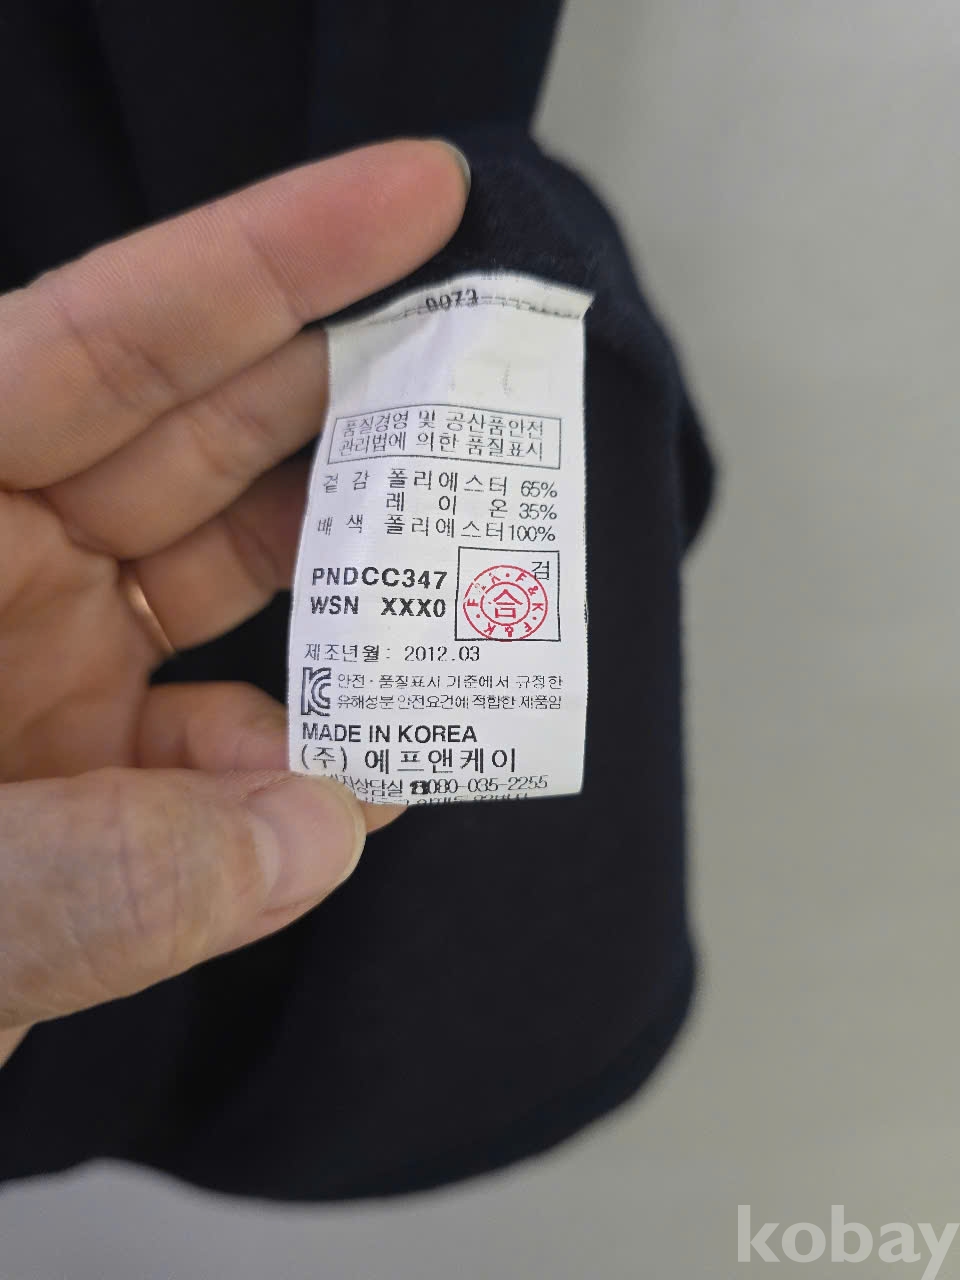 0073
품질경영 및 공산품안전
관리법에 의한 품질표시
겉 감 폴리에스터 65%
레 이 온 35%
배 색 폴리에스터100%
PNDCC347
WSN XXX0
검
合
F&K F&K F&K
제조년월: 2012.03
안전·품질표시 기준에서 규정한
유해성분 안전요건에 적합한 제품임
MADE IN KOREA
(주) 에프앤케이
상담실 ☎080-035-2255
kobay